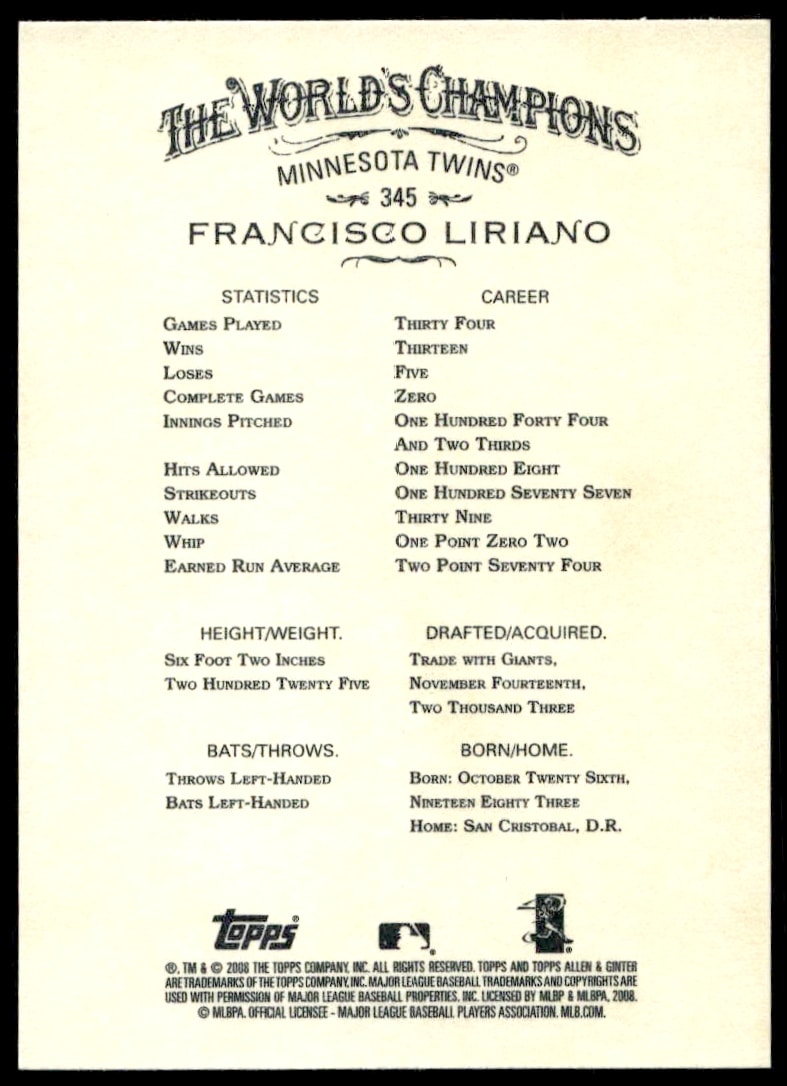 THE WORLD'S CHAMPIONS
MINNESOTA TWINS®
345
FRANCISCO LIRIANO
STATISTICS CAREER
GAMES PLAYED THIRTY FOUR
WINS THIRTEEN
LOSES FIVE
COMPLETE GAMES ZERO
INNINGS PITCHED ONE HUNDRED FORTY FOUR
AND TWO THIRDS
HITS ALLOWED ONE HUNDRED EIGHT
STRIKEOUTS ONE HUNDRED SEVENTY SEVEN
WALKS THIRTY NINE
WHIP ONE POINT ZERO TWO
EARNED RUN AVERAGE TWO POINT SEVENTY FOUR
HEIGHT/WEIGHT. DRAFTED/ACQUIRED.
SIX FOOT TWO INCHES TRADE WITH GIANTS,
TWO HUNDRED TWENTY FIVE NOVEMBER FOURTEENTH,
TWO THOUSAND THREE
BATS/THROWS. BORN/HOME.
THROWS LEFT-HANDED BORN: OCTOBER TWENTY SIXTH,
BATS LEFT-HANDED NINETEEN EIGHTY THREE
HOME: SAN CRISTOBAL, D.R.
topps®
®, TM & © 2008 THE TOPPS COMPANY, INC. ALL RIGHTS RESERVED. TOPPS AND TOPPS ALLEN & GINTER
ARE TRADEMARKS OF THE TOPPS COMPANY, INC. MAJOR LEAGUE BASEBALL TRADEMARKS AND COPYRIGHTS ARE
USED WITH PERMISSION OF MAJOR LEAGUE BASEBALL PROPERTIES, INC. LICENSED BY MLBP & MLBPA, 2008.
© MLBPA. OFFICIAL LICENSEE - MAJOR LEAGUE BASEBALL PLAYERS ASSOCIATION. MLB.COM.